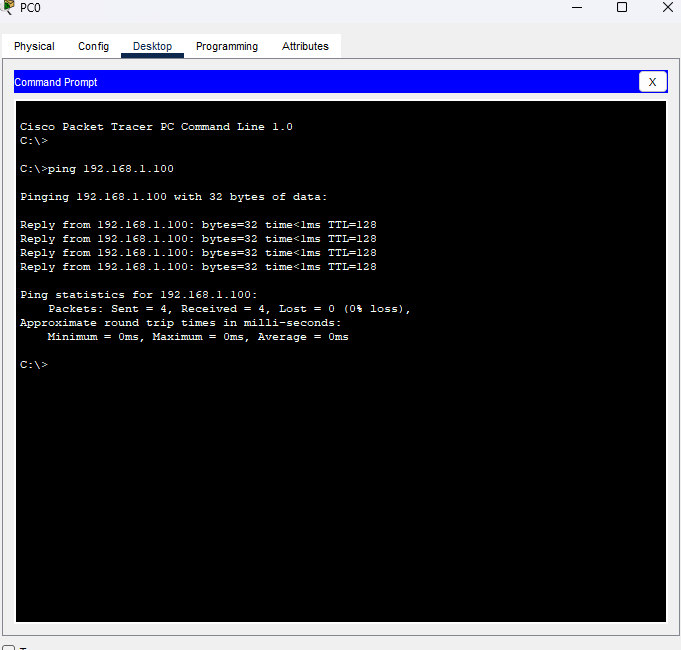 PC0
Physical Config Desktop Programming Attributes
Command Prompt
X
Cisco Packet Tracer PC Command Line 1.0
C:\>
C:\>ping 192.168.1.100
Pinging 192.168.1.100 with 32 bytes of data:
Reply from 192.168.1.100: bytes=32 time<1ms TTL=128
Reply from 192.168.1.100: bytes=32 time<1ms TTL=128
Reply from 192.168.1.100: bytes=32 time<1ms TTL=128
Reply from 192.168.1.100: bytes=32 time<1ms TTL=128
Ping statistics for 192.168.1.100:
Packets: Sent = 4, Received = 4, Lost = 0 (0% loss),
Approximate round trip times in milli-seconds:
Minimum = 0ms, Maximum = 0ms, Average = 0ms
C:\>